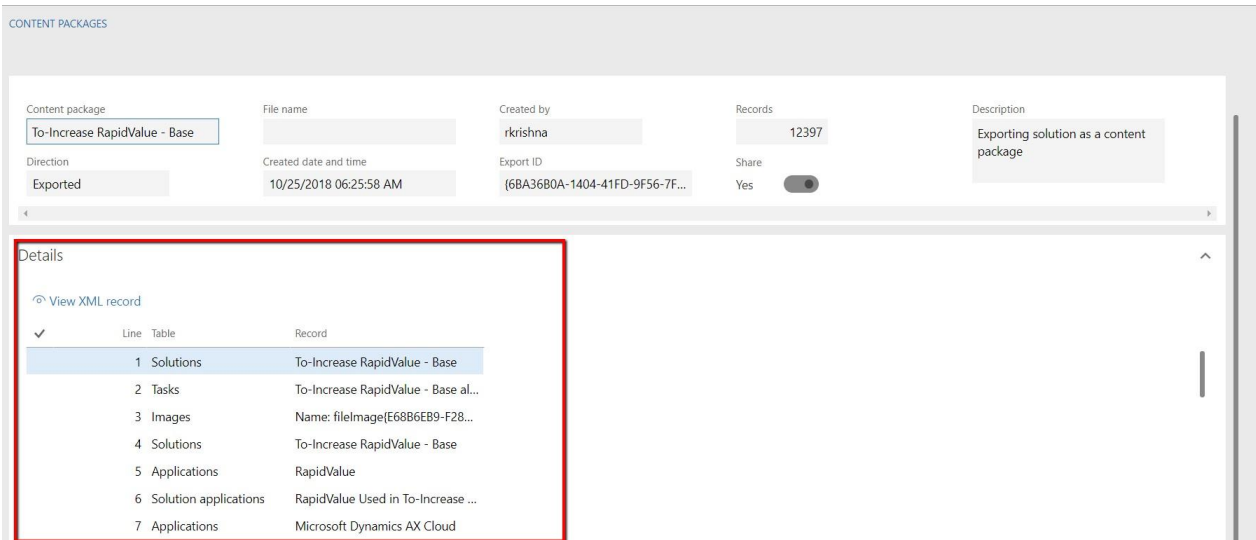 CONTENT PACKAGES
Content package File name Created by Records Description
To-Increase RapidValue - Base rkrishna 12397 Exporting solution as a content
package
Direction Created date and time Export ID Share
Exported 10/25/2018 06:25:58 AM {6BA36B0A-1404-41FD-9F56-7F... Yes
Details
View XML record
Line Table Record
1 Solutions To-Increase RapidValue - Base
2 Tasks To-Increase RapidValue - Base al...
3 Images Name: fileImage{E68B6EB9-F28...
4 Solutions To-Increase RapidValue - Base
5 Applications RapidValue
6 Solution applications RapidValue Used in To-Increase ...
7 Applications Microsoft Dynamics AX Cloud